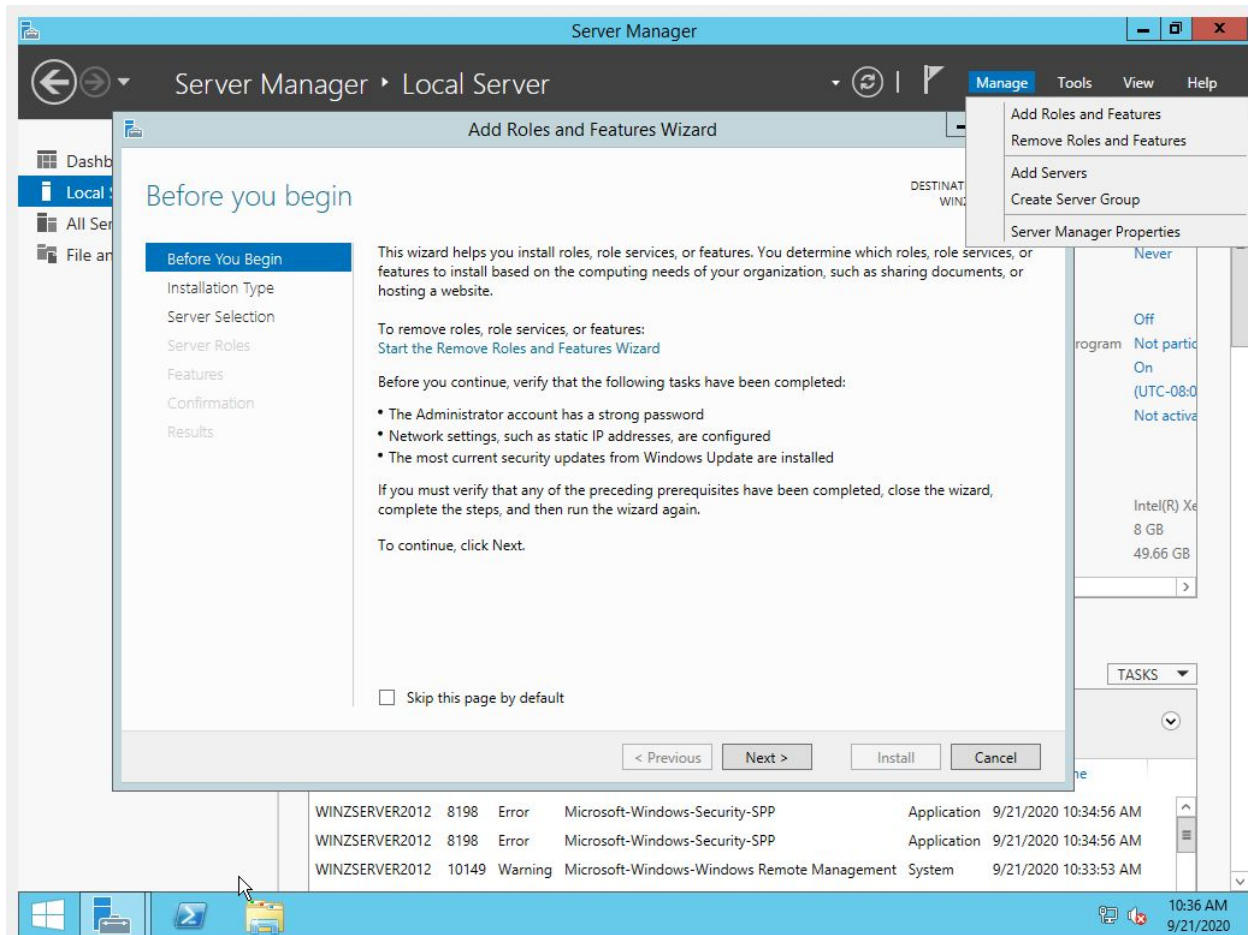 Server Manager
Server Manager ‣ Local Server
Manage Tools View Help
Add Roles and Features
Remove Roles and Features
Add Servers
Create Server Group
Server Manager Properties
Dashb
Local S
All Ser
File an
Add Roles and Features Wizard
Before you begin
DESTINAT
WINZ
Before You Begin
Installation Type
Server Selection
Server Roles
Features
Confirmation
Results
This wizard helps you install roles, role services, or features. You determine which roles, role services, or
features to install based on the computing needs of your organization, such as sharing documents, or
hosting a website.
To remove roles, role services, or features:
Start the Remove Roles and Features Wizard
Before you continue, verify that the following tasks have been completed:
• The Administrator account has a strong password
• Network settings, such as static IP addresses, are configured
• The most current security updates from Windows Update are installed
If you must verify that any of the preceding prerequisites have been completed, close the wizard,
complete the steps, and then run the wizard again.
To continue, click Next.
Skip this page by default
< Previous Next > Install Cancel
Never
Off
rogram Not partic
On
(UTC-08:0
Not activa
Intel(R) Xe
8 GB
49.66 GB
TASKS
ne
WINZSERVER2012 8198 Error Microsoft-Windows-Security-SPP Application 9/21/2020 10:34:56 AM
WINZSERVER2012 8198 Error Microsoft-Windows-Security-SPP Application 9/21/2020 10:34:56 AM
WINZSERVER2012 10149 Warning Microsoft-Windows-Windows Remote Management System 9/21/2020 10:33:53 AM
10:36 AM
9/21/2020